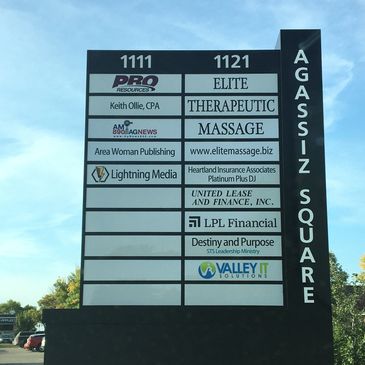 AGASSIZ SQUARE
1111
PRO
RESOURCES
Keith Ollie, CPA
AM
890 AGNEWS
Area Woman Publishing
Lightning Media
1121
ELITE
THERAPEUTIC
MASSAGE
www.elitemassage.biz
Heartland Insurance Associates
Platinum Plus DJ
UNITED LEASE
AND FINANCE, INC.
LPL Financial
Destiny and Purpose
STS Leadership Ministry
VALLEY IT
SOLUTIONS